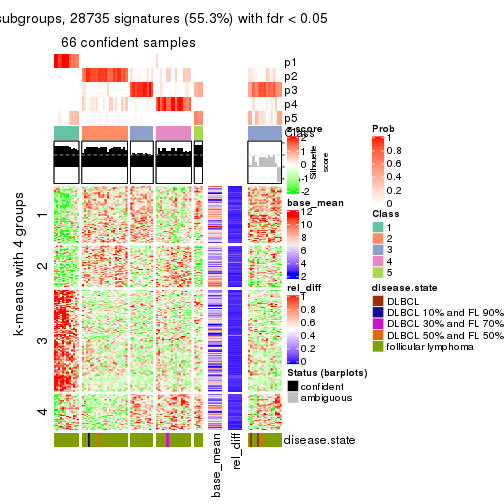 subgroups, 28735 signatures (55.3%) with fdr < 0.05
66 confident samples
p1
p2
p3
p4
p5
Class
z-score
2
1
0
-1
-2
Silhouette
score
base_mean
12
10
8
6
4
2
rel_diff
1
0.8
0.6
0.4
0.2
0
Status (barplots)
confident
ambiguous
Prob
1
0.8
0.6
0.4
0.2
0
Class
1
2
3
4
5
disease.state
DLBCL
DLBCL 10% and FL 90%
DLBCL 30% and FL 70%
DLBCL 50% and FL 50%
follicular lymphoma
k-means with 4 groups
1
2
3
4
disease.state
base_mean
rel_diff